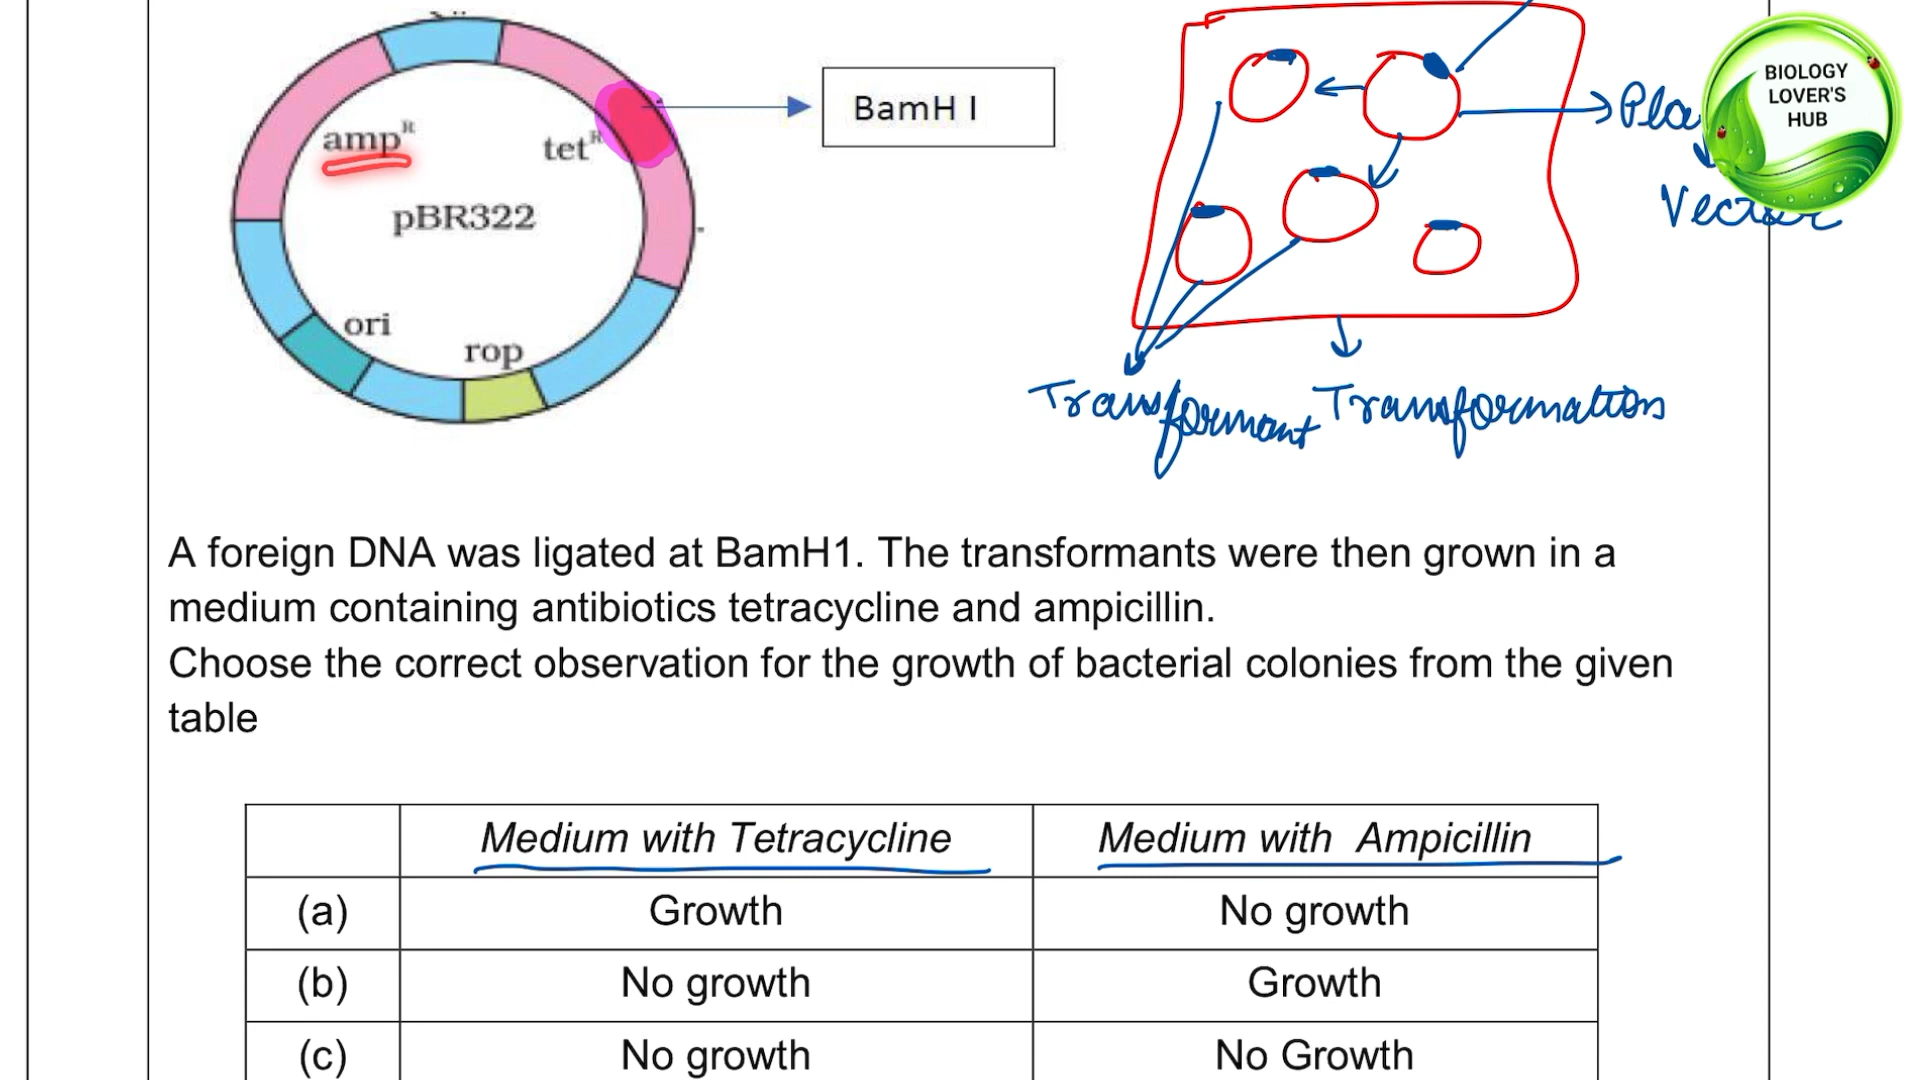 amp^R
tet^R
BamH I
pBR322
ori
rop
BIOLOGY
LOVER'S
HUB
Vector
Transformant
Transformation
A foreign DNA was ligated at BamH1. The transformants were then grown in a
medium containing antibiotics tetracycline and ampicillin.
Choose the correct observation for the growth of bacterial colonies from the given
table
Medium with Tetracycline Medium with Ampicillin
(a) Growth No growth
(b) No growth Growth
(c) No growth No Growth